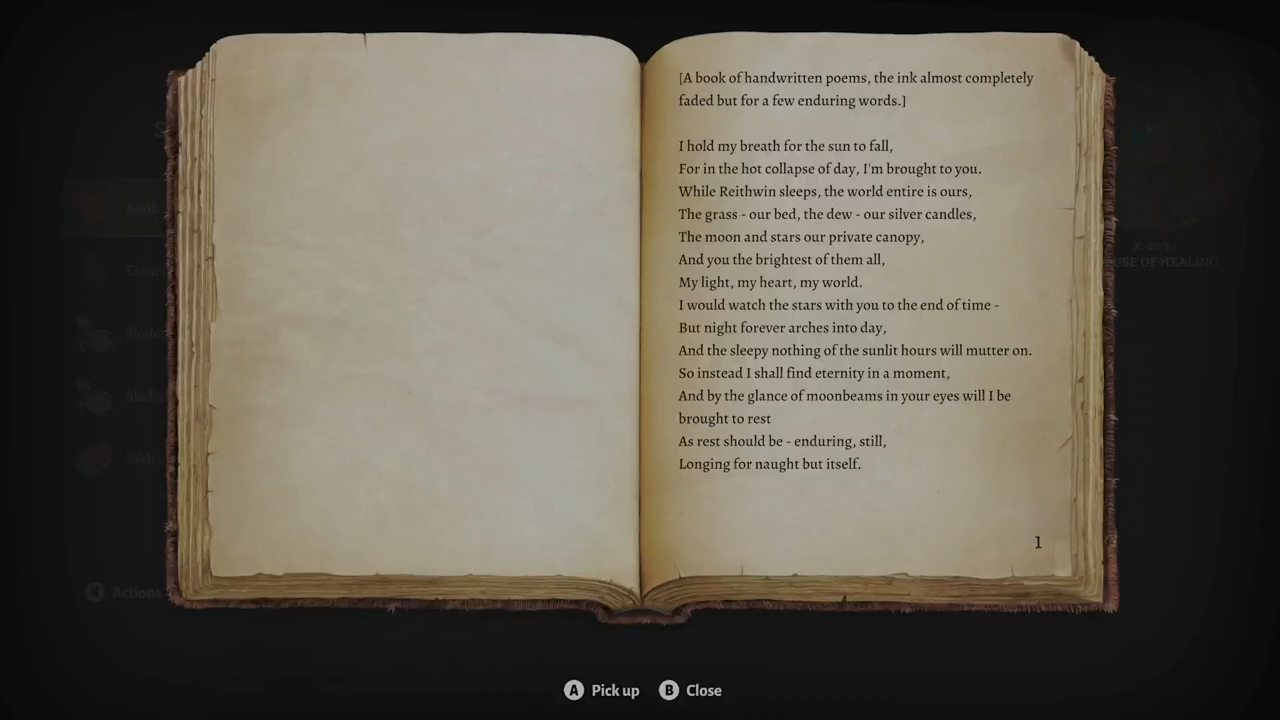 [A book of handwritten poems, the ink almost completely
faded but for a few enduring words.]
I hold my breath for the sun to fall,
For in the hot collapse of day, I'm brought to you.
While Reithwin sleeps, the world entire is ours,
The grass - our bed, the dew - our silver candles,
The moon and stars our private canopy,
And you the brightest of them all,
My light, my heart, my world.
I would watch the stars with you to the end of time -
But night forever arches into day,
And the sleepy nothing of the sunlit hours will mutter on.
So instead I shall find eternity in a moment,
And by the glance of moonbeams in your eyes will I be
brought to rest
As rest should be - enduring, still,
Longing for naught but itself.
1
Book
Skele
Skele
OF HEALING
X Actions
A Pick up B Close